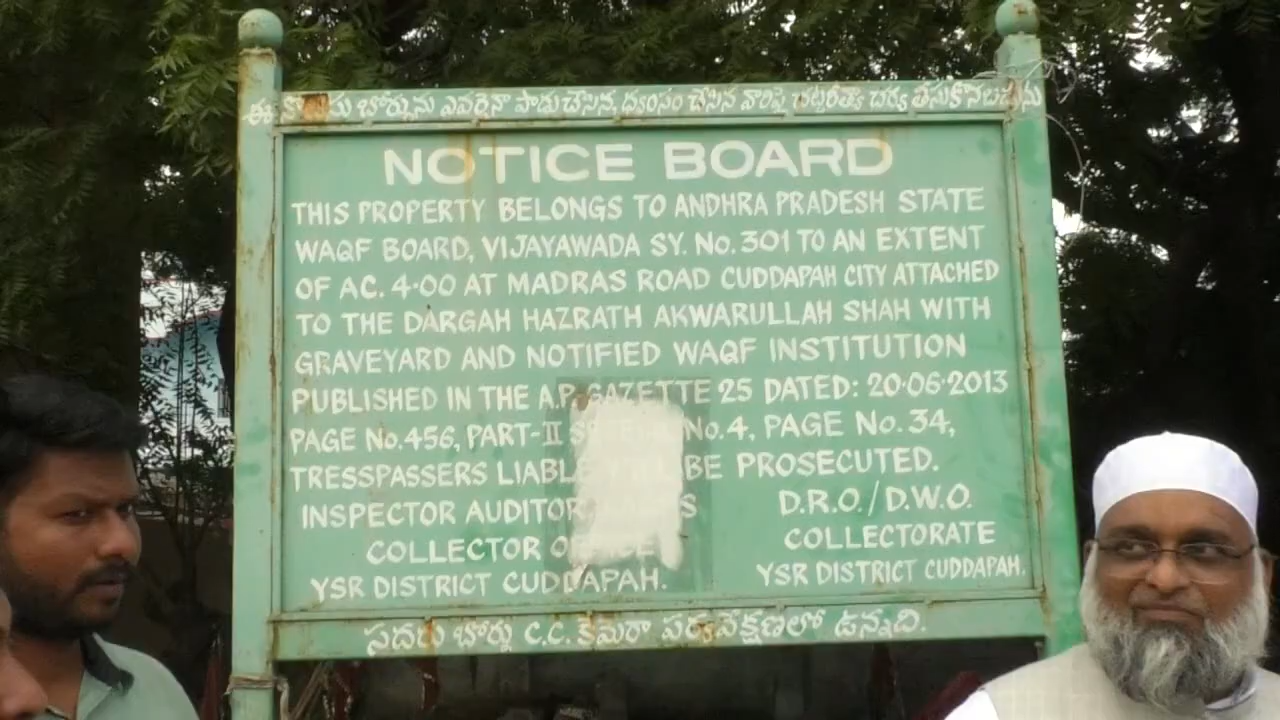 ఈ బోర్డును ఎవరైనా పాడుచేసిన, ధ్వంసం చేసిన వారిపై చట్టరీత్యా చర్య తీసుకొనబడును
NOTICE BOARD
THIS PROPERTY BELONGS TO ANDHRA PRADESH STATE
WAQF BOARD, VIJAYAWADA SY. No. 301 TO AN EXTENT
OF AC. 4.00 AT MADRAS ROAD CUDDAPAH CITY ATTACHED
TO THE DARGAH HAZRATH AKWARULLAH SHAH WITH
GRAVEYARD AND NOTIFIED WAQF INSTITUTION
PUBLISHED IN THE A.P. GAZETTE 25 DATED: 20.06.2013
PAGE No. 456, PART-II No. 4, PAGE No. 34,
TRESSPASSERS LIABLE BE PROSECUTED.
INSPECTOR AUDITOR D.R.O./D.W.O.
COLLECTOR OFFICE COLLECTORATE
YSR DISTRICT CUDDAPAH. YSR DISTRICT CUDDAPAH.
సదరు బోర్డు C.C. కెమెరా పర్యవేక్షణలో ఉన్నది.